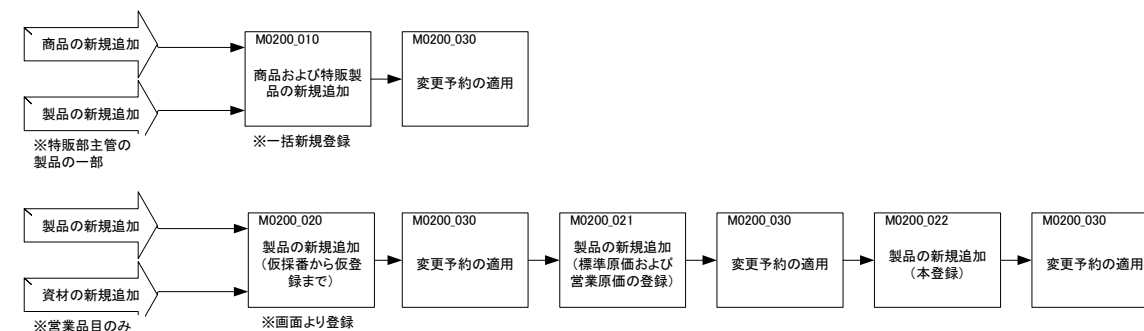 商品の新規追加
製品の新規追加
※特販部主管の
製品の一部
M0200_010
商品および特販製
品の新規追加
※一括新規登録
M0200_030
変更予約の適用
製品の新規追加
資材の新規追加
※営業品目のみ
M0200_020
製品の新規追加
(仮採番から仮登
録まで)
※画面より登録
M0200_030
変更予約の適用
M0200_021
製品の新規追加
(標準原価および
営業原価の登録)
M0200_030
変更予約の適用
M0200_022
製品の新規追加
(本登録)
M0200_030
変更予約の適用